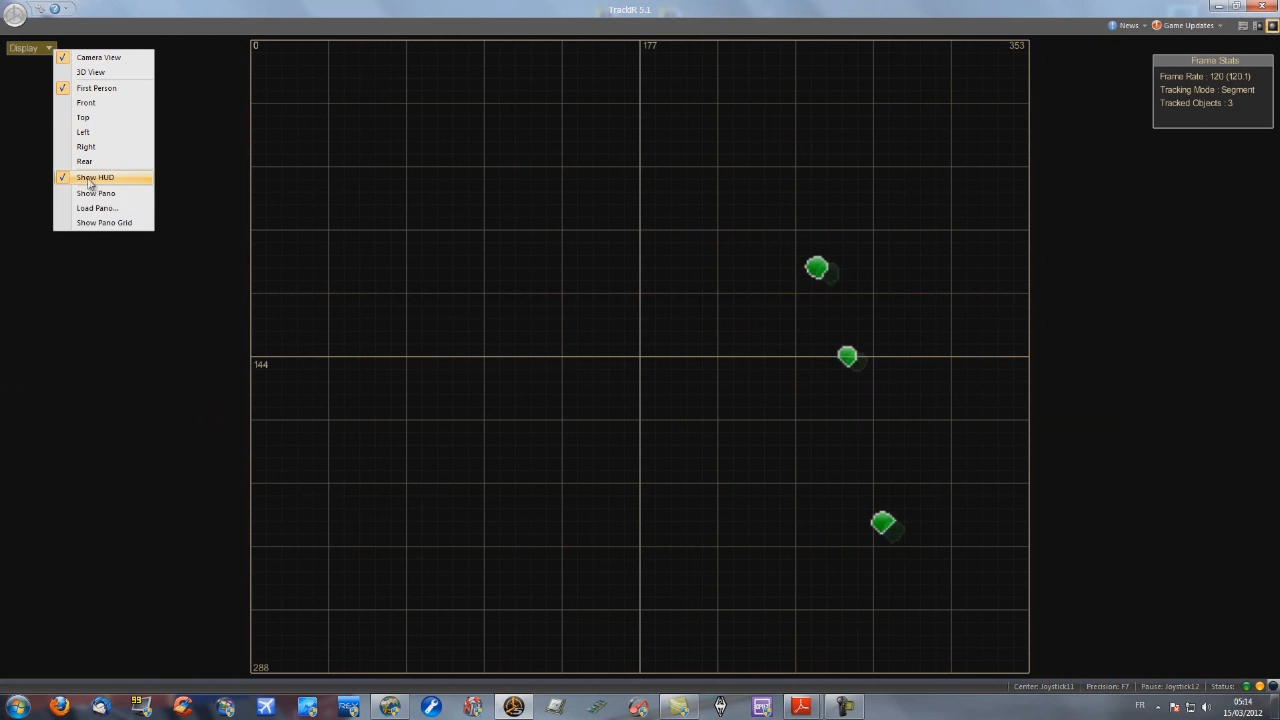 TrackIR 5.1
News
Game Updates
Display
Camera View
3D View
First Person
Front
Top
Left
Right
Rear
Show HUD
Show Pano
Load Pano...
Show Pano Grid
0
177
353
144
288
Frame Stats
Frame Rate : 120 (120.1)
Tracking Mode : Segment
Tracked Objects : 3
Center: Joystick11
Precision: F7
Pause: Joystick12
Status:
99
FR
05:14
15/03/2012